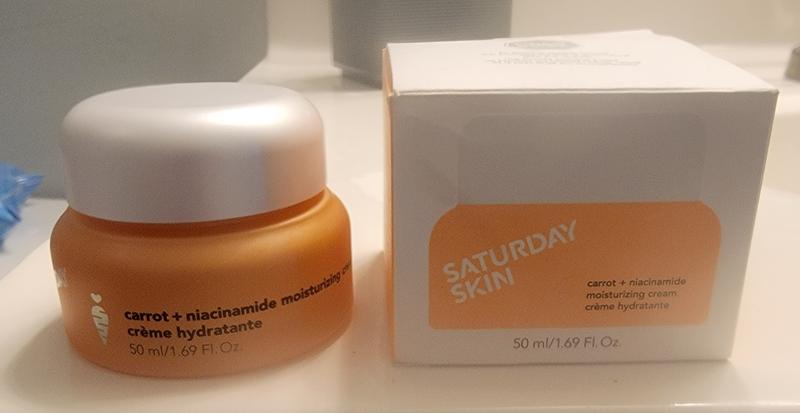 carrot + niacinamide moisturizing
crème hydratante
50 ml/1.69 Fl. Oz.
SATURDAY
SKIN
carrot + niacinamide
moisturizing cream
crème hydratante
50 ml/1.69 Fl. Oz.